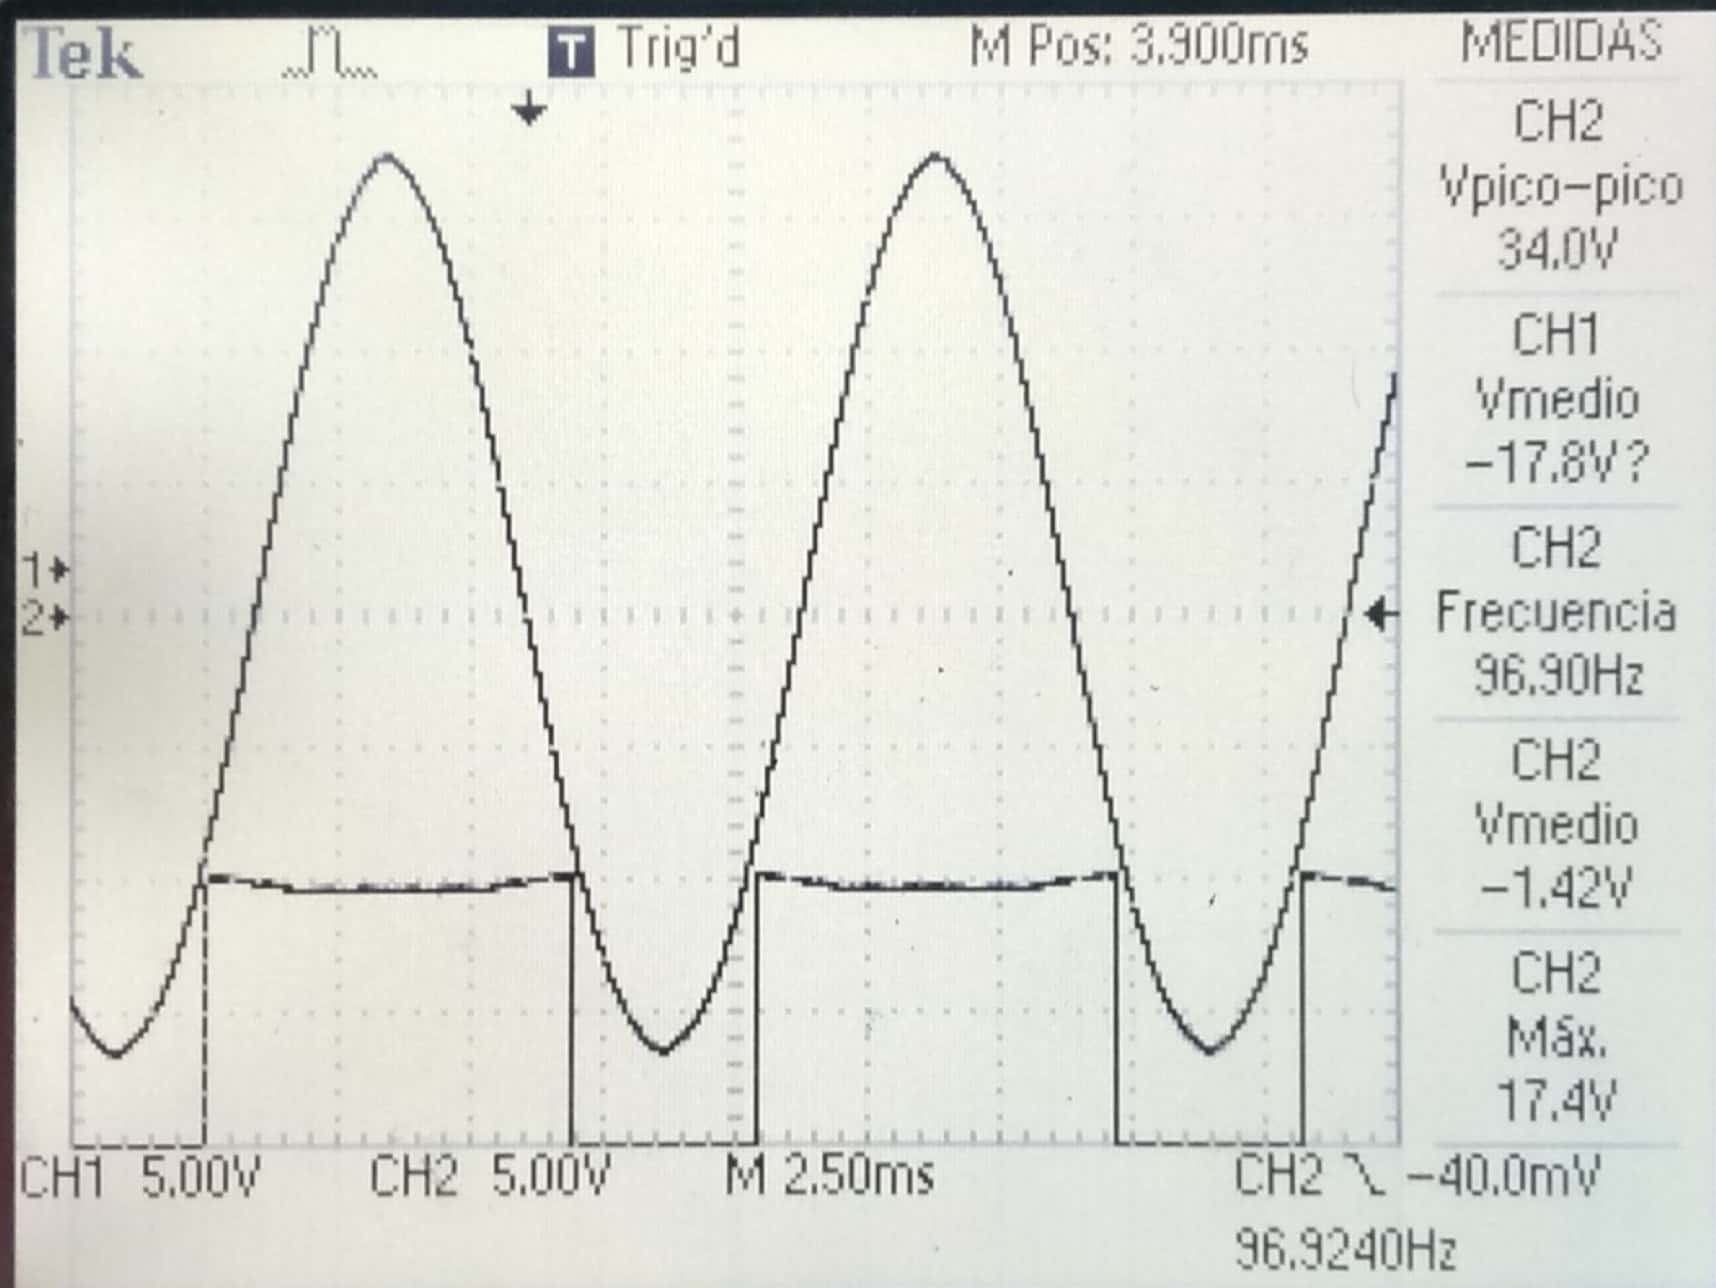 Tek T Trig'd M Pos: 3.900ms MEDIDAS
CH2
Vpico-pico
34.0V
CH1
Vmedio
-17.8V?
1
2
CH2
Frecuencia
96.90Hz
CH2
Vmedio
-1.42V
CH2
Máx.
17.4V
CH1 5.00V CH2 5.00V M 2.50ms CH2 -40.0mV
96.9240Hz